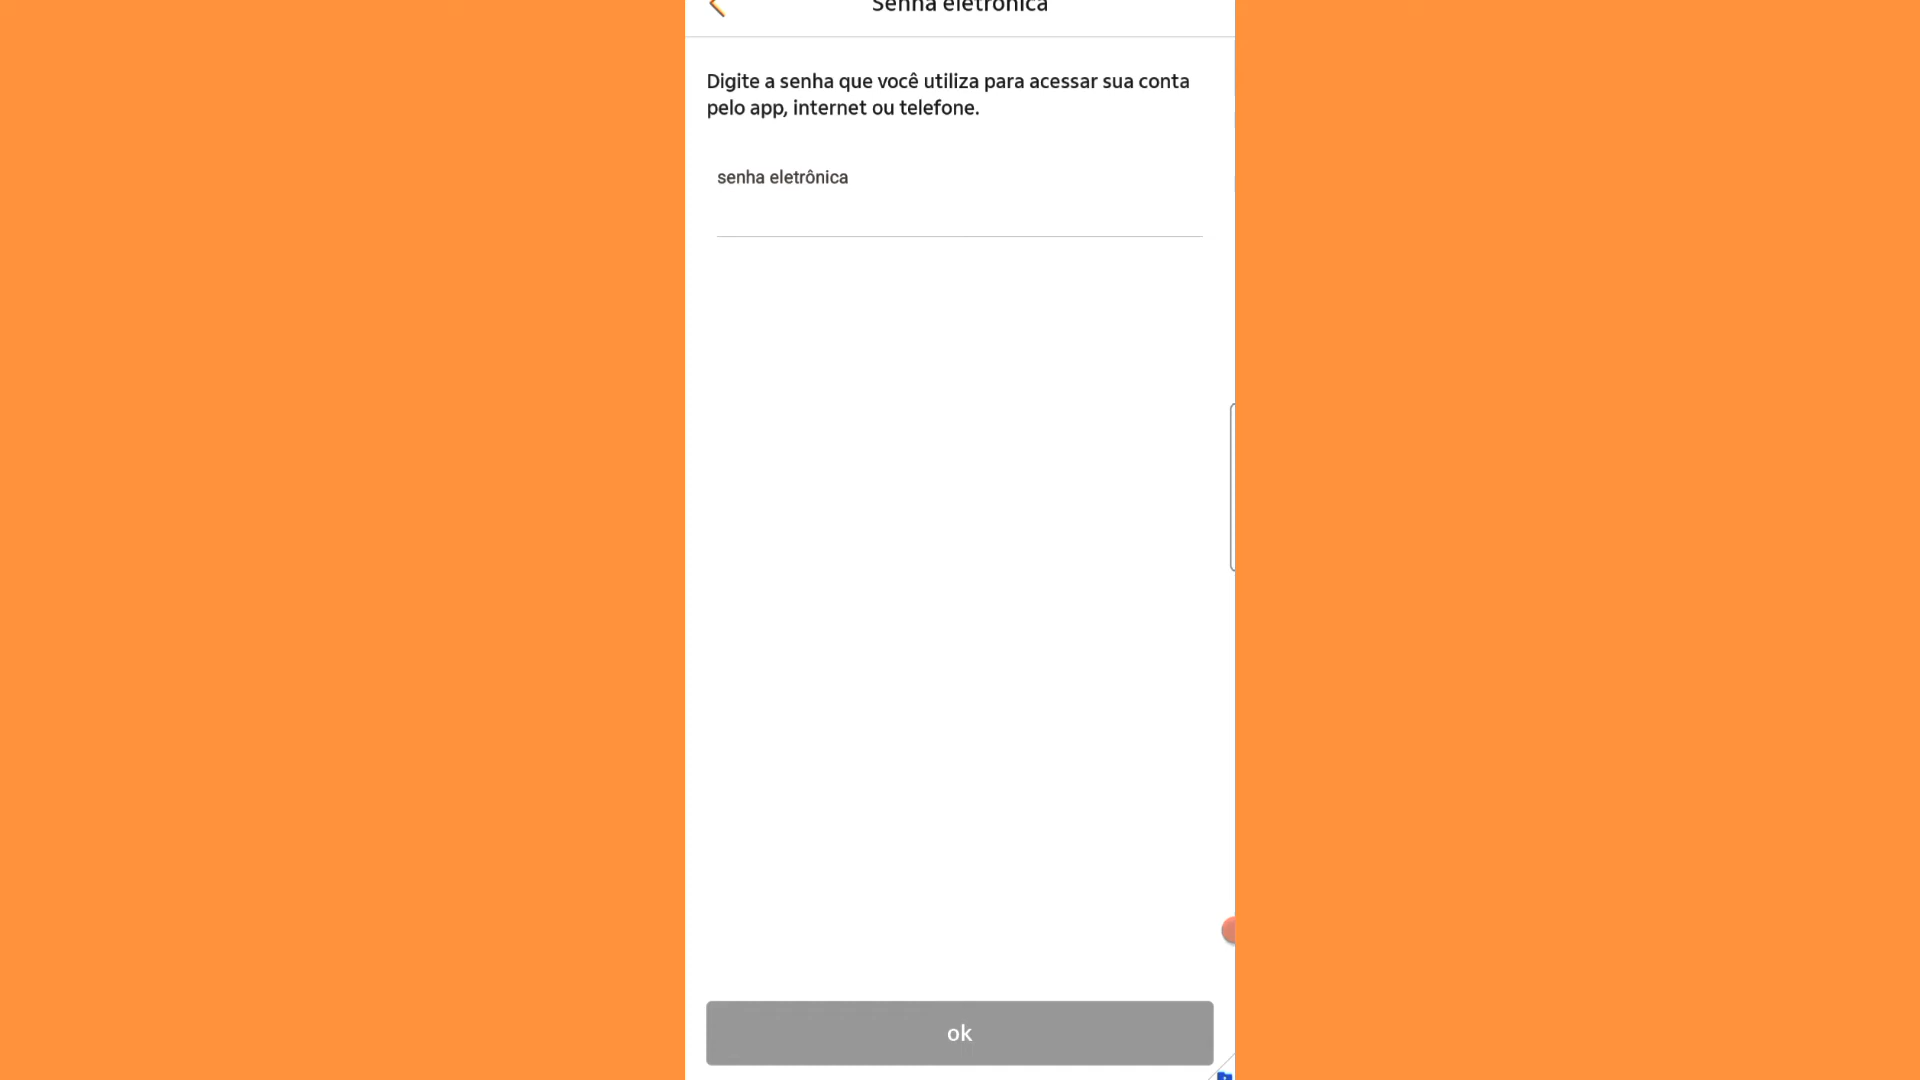 Senha eletrônica
Digite a senha que você utiliza para acessar sua conta
pelo app, internet ou telefone.
senha eletrônica
ok